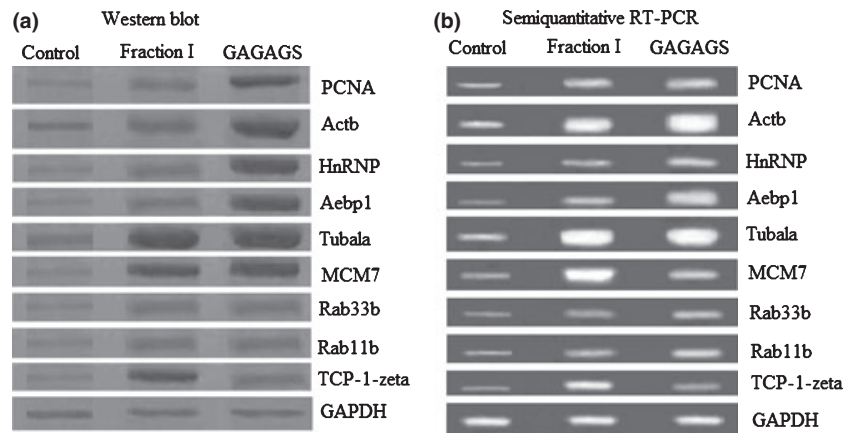 (a) Western blot
Control Fraction I GAGAGS
PCNA
Actb
HnRNP
Aebp1
Tubala
MCM7
Rab33b
Rab11b
TCP-1-zeta
GAPDH
(b) Semiquantitative RT-PCR
Control Fraction I GAGAGS
PCNA
Actb
HnRNP
Aebp1
Tubala
MCM7
Rab33b
Rab11b
TCP-1-zeta
GAPDH